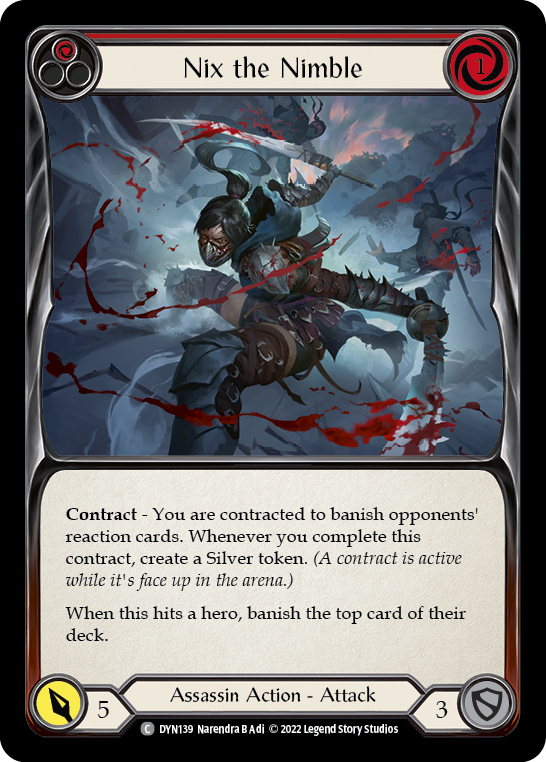 Nix the Nimble
1
Contract - You are contracted to banish opponents'
reaction cards. Whenever you complete this
contract, create a Silver token. (A contract is active
while it's face up in the arena.)
When this hits a hero, banish the top card of their
deck.
5
Assassin Action - Attack
3
C DYN139 Narendra B Adi © 2022 Legend Story Studios